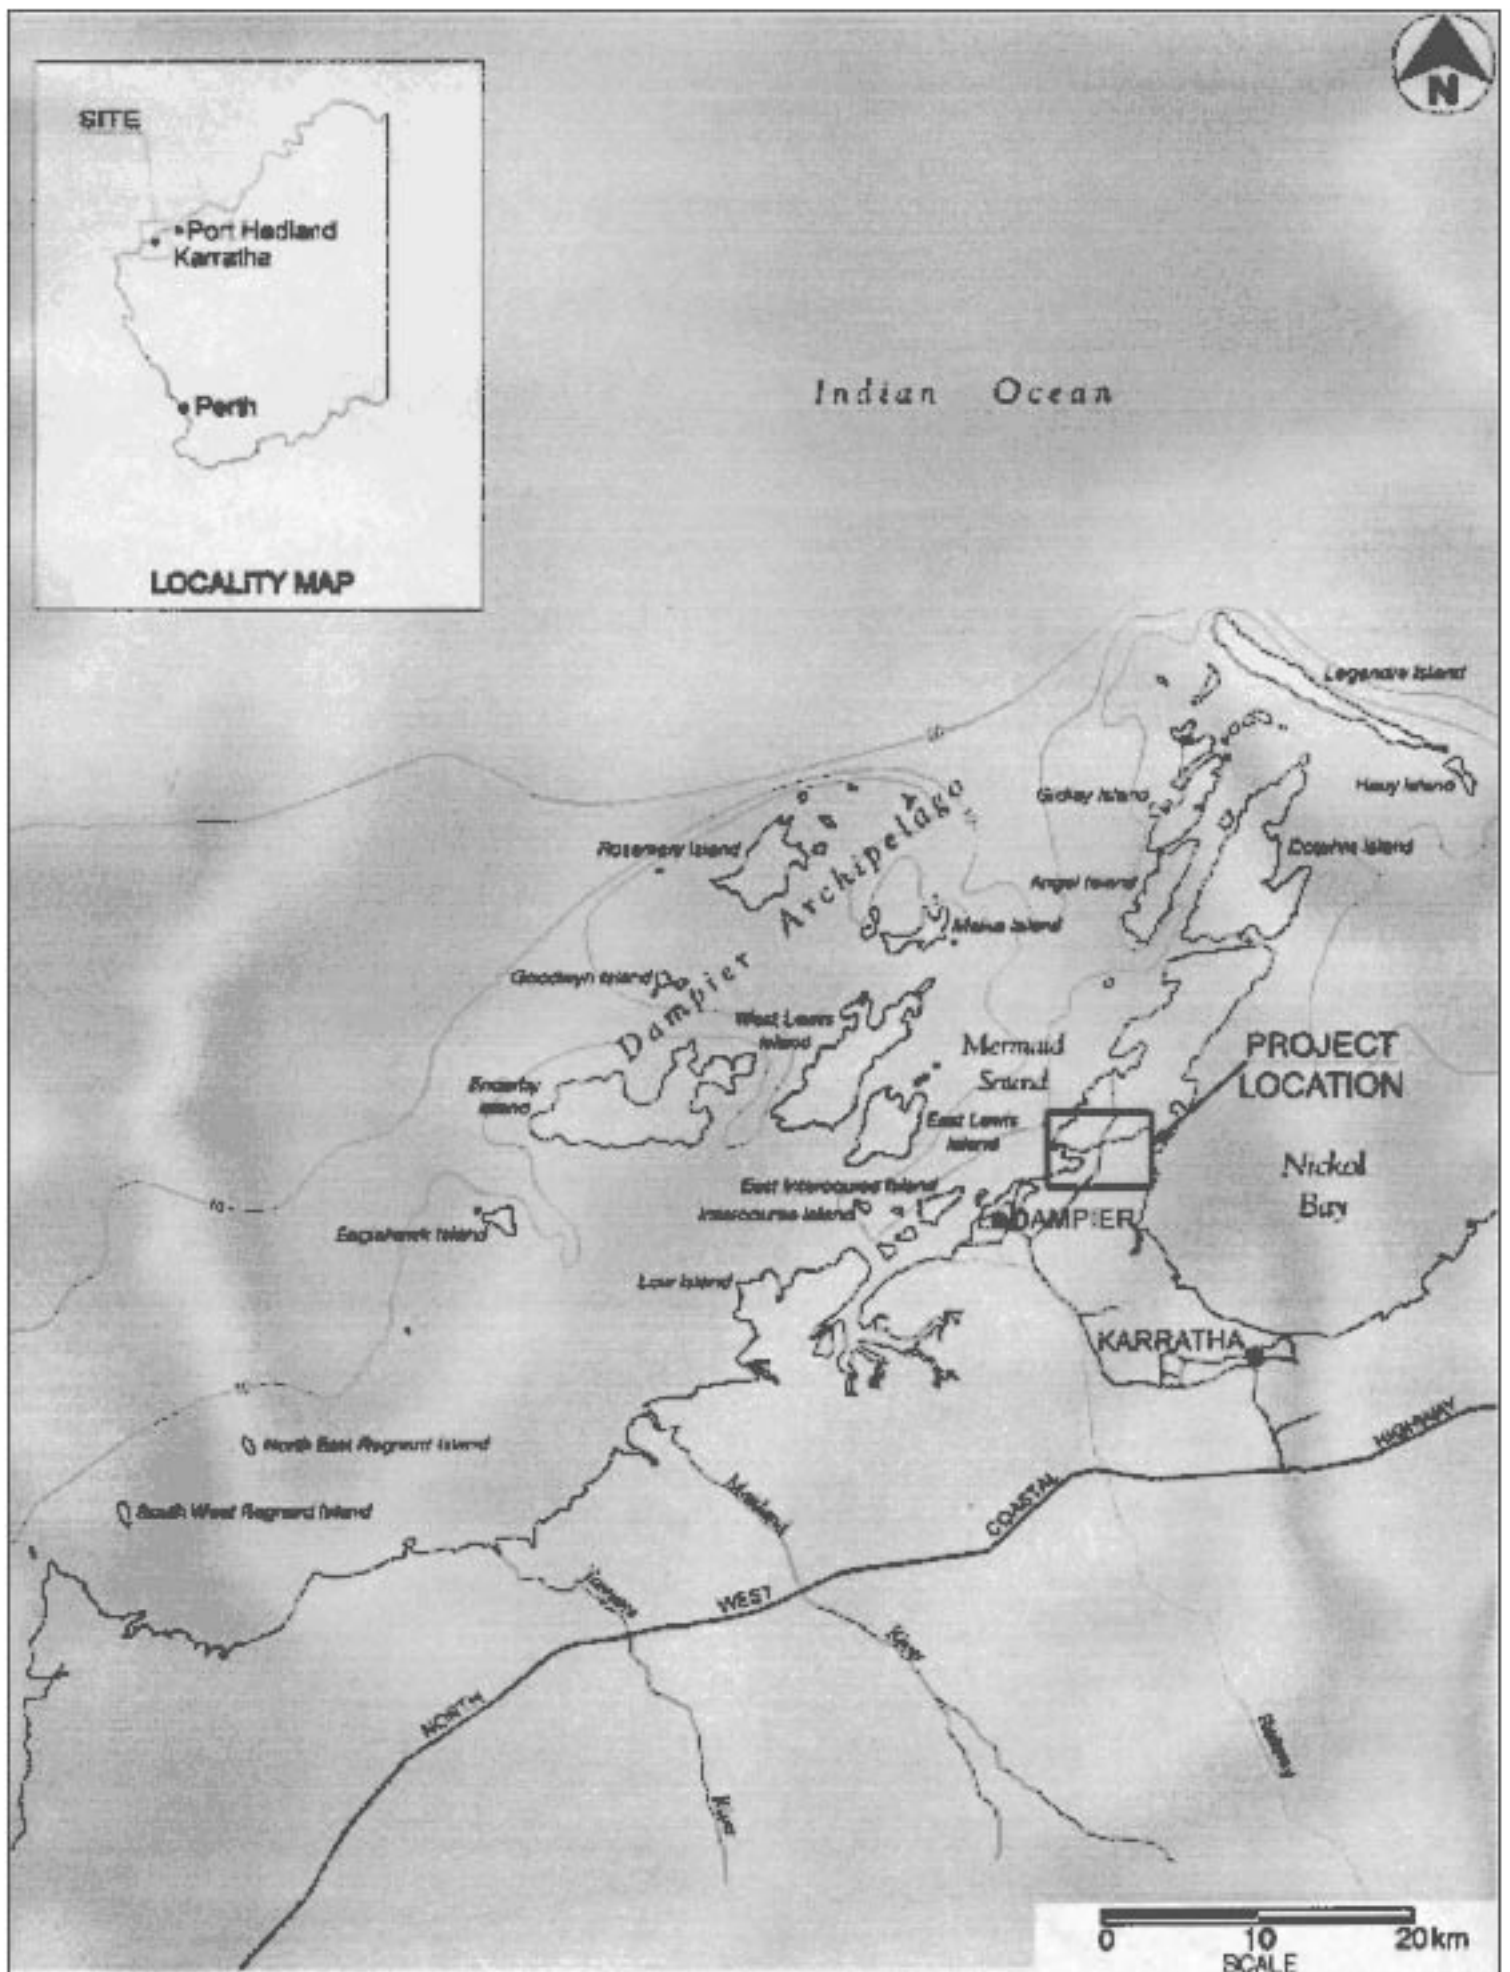 N
SITE
Port Hedland
Karratha
Perth
LOCALITY MAP
Indian Ocean
Legendre Island
Hauy Island
Gidley Island
Rosemary Island
Dampier Archipelago
Dolphin Island
Angel Island
Malus Island
Goodwyn Island
West Lewis
Island
Mermaid
Sound
PROJECT
LOCATION
Enderby
Island
East Lewis
Island
Nickol
Bay
East Intercourse Island
Intercourse Island
DAMPIER
Eaglehawk Island
Low Island
KARRATHA
North East Regnard Island
South West Regnard Island
Maitland
NORTH WEST COASTAL HIGHWAY
River
Railway
0 10 20km
SCALE